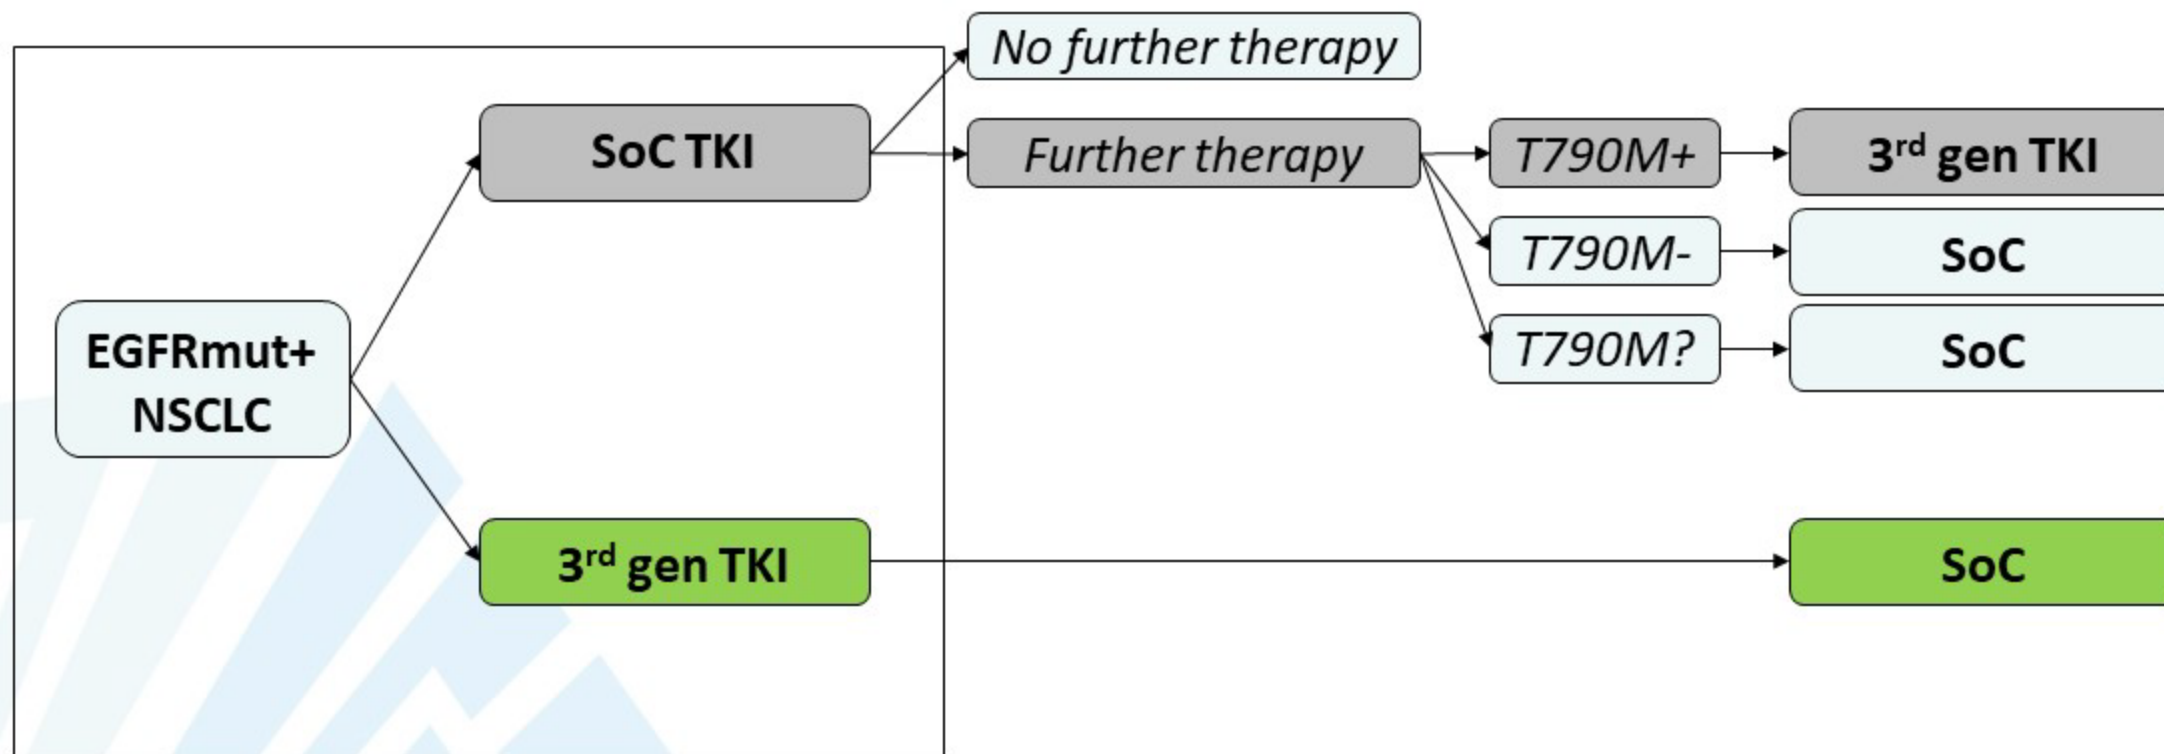 No further therapy
SoC TKI
Further therapy
T790M+
3rd gen TKI
T790M-
SoC
T790M?
SoC
EGFRmut+
NSCLC
3rd gen TKI
SoC